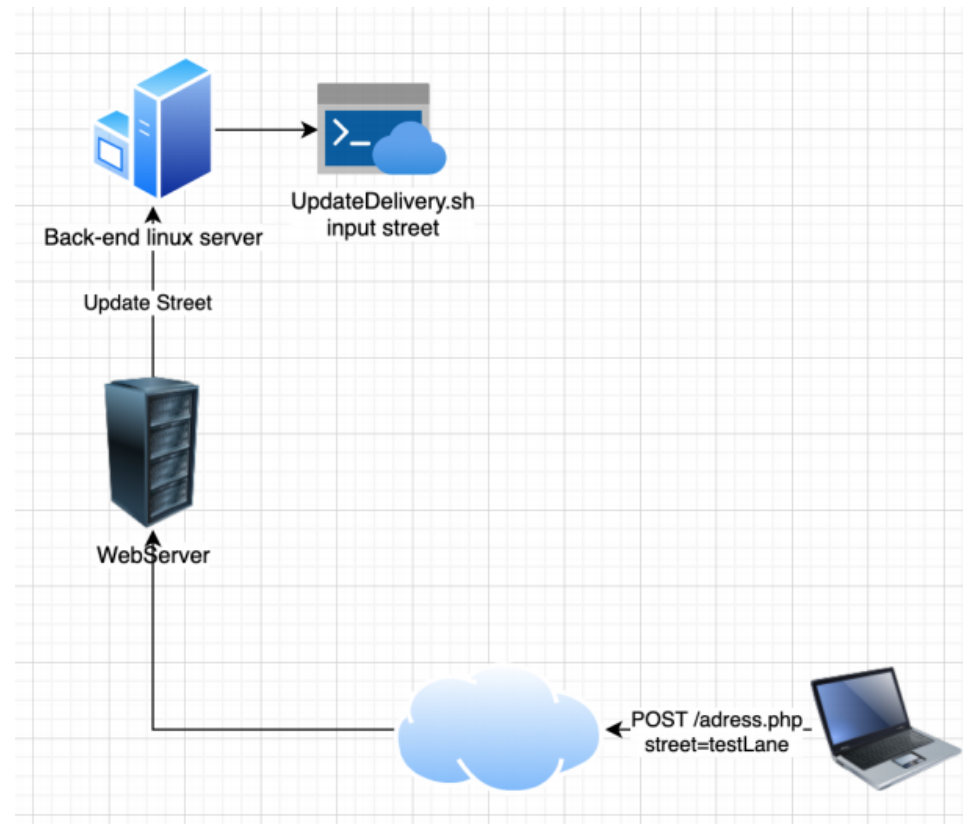 >_
UpdateDelivery.sh
input street
Back-end linux server
Update Street
WebServer
POST /adress.php_
street=testLane